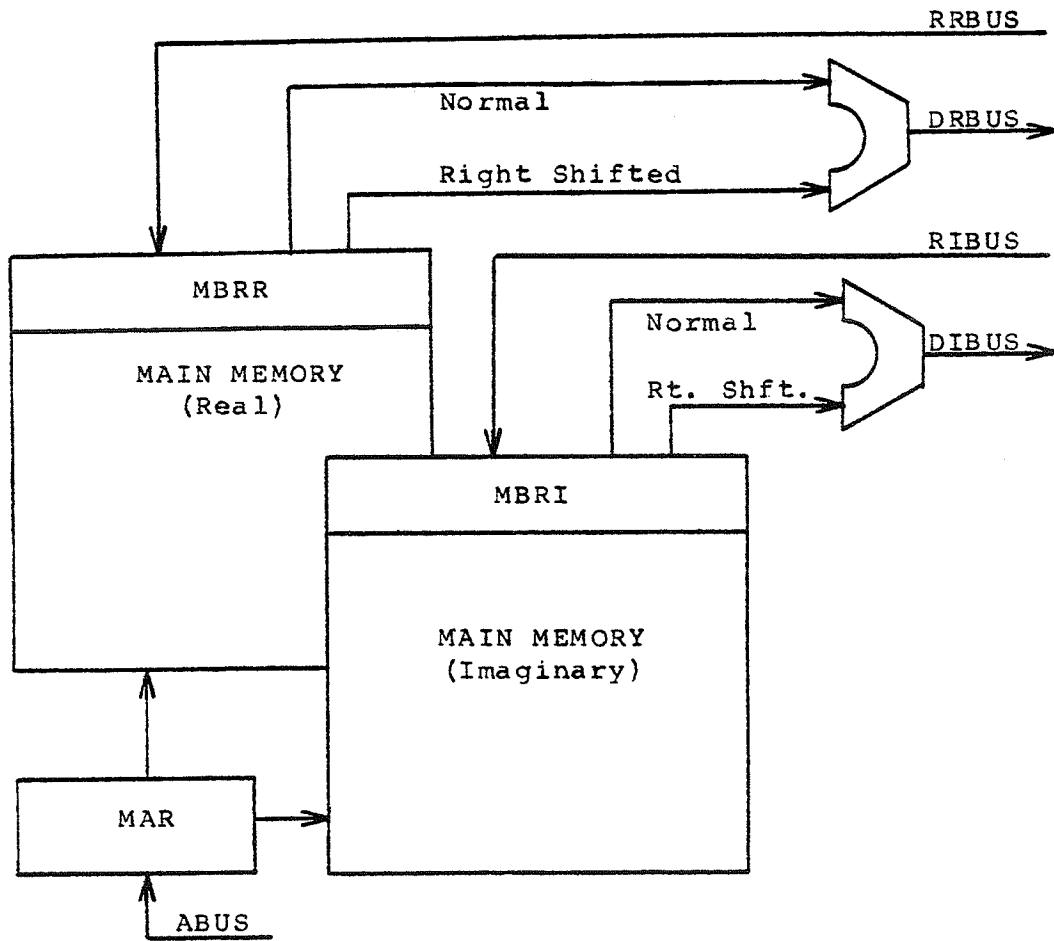 RRBUS
Normal
DRBUS
Right Shifted
RIBUS
MBRR
Normal
DIBUS
MAIN MEMORY
(Real)
Rt. Shft.
MBRI
MAIN MEMORY
(Imaginary)
MAR
ABUS